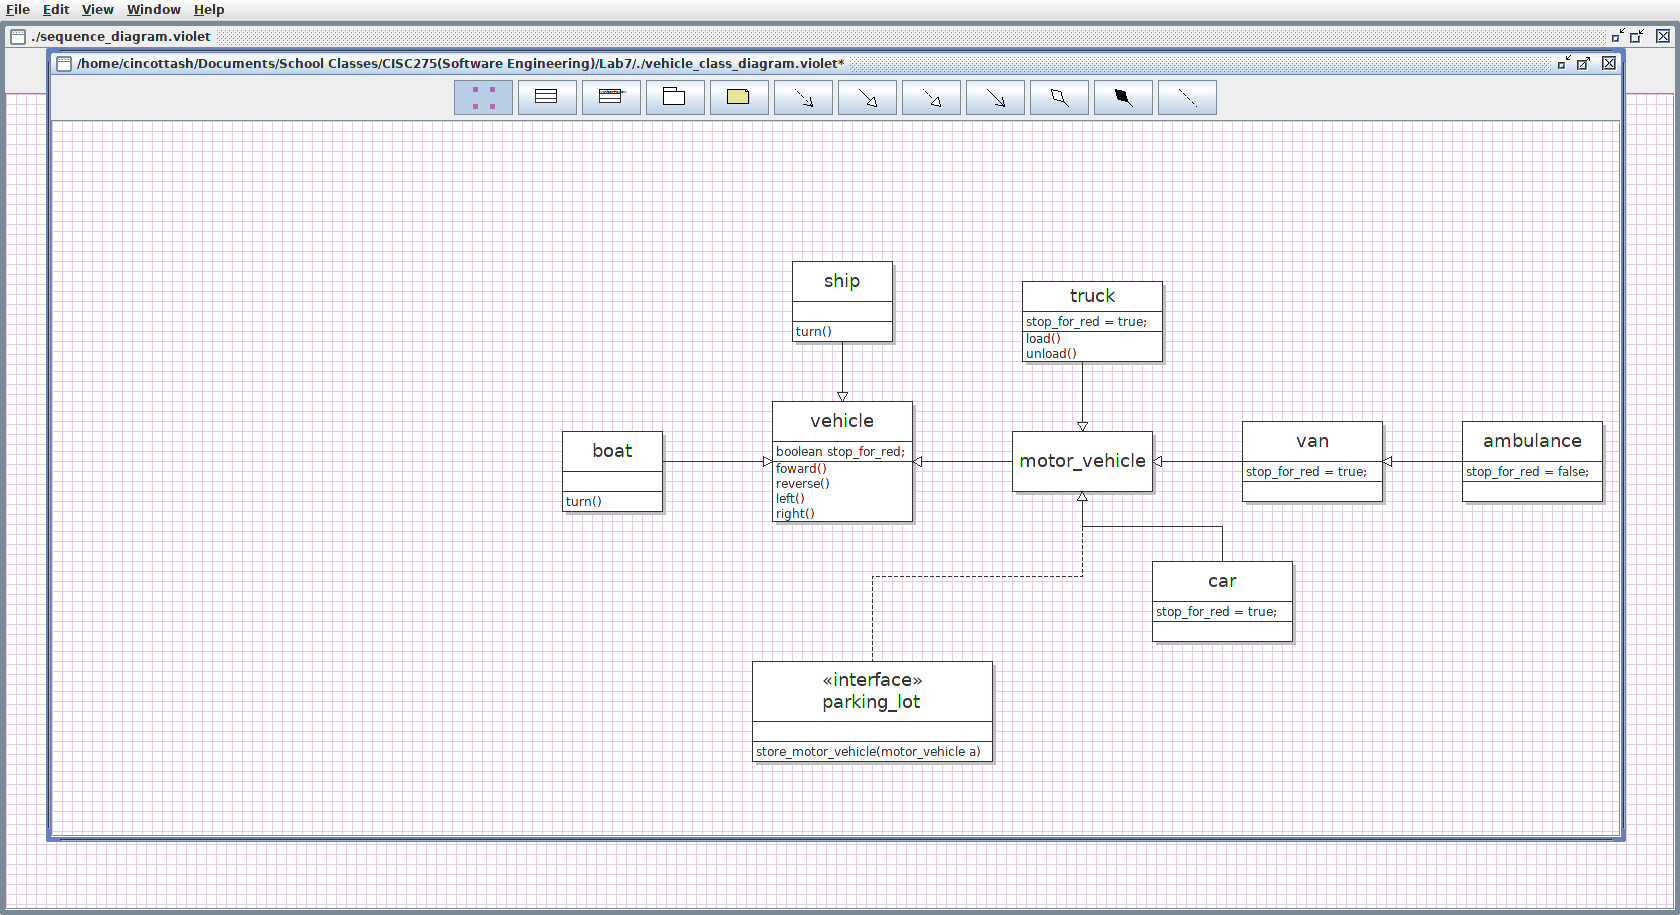 File Edit View Window Help
./sequence_diagram.violet
/home/cincottash/Documents/School Classes/CISC275(Software Engineering)/Lab7/./vehicle_class_diagram.violet*
ship
turn()
truck
stop_for_red = true;
load()
unload()
vehicle
boolean stop_for_red;
foward()
reverse()
left()
right()
boat
turn()
motor_vehicle
van
stop_for_red = true;
ambulance
stop_for_red = false;
car
stop_for_red = true;
«interface»
parking_lot
store_motor_vehicle(motor_vehicle a)